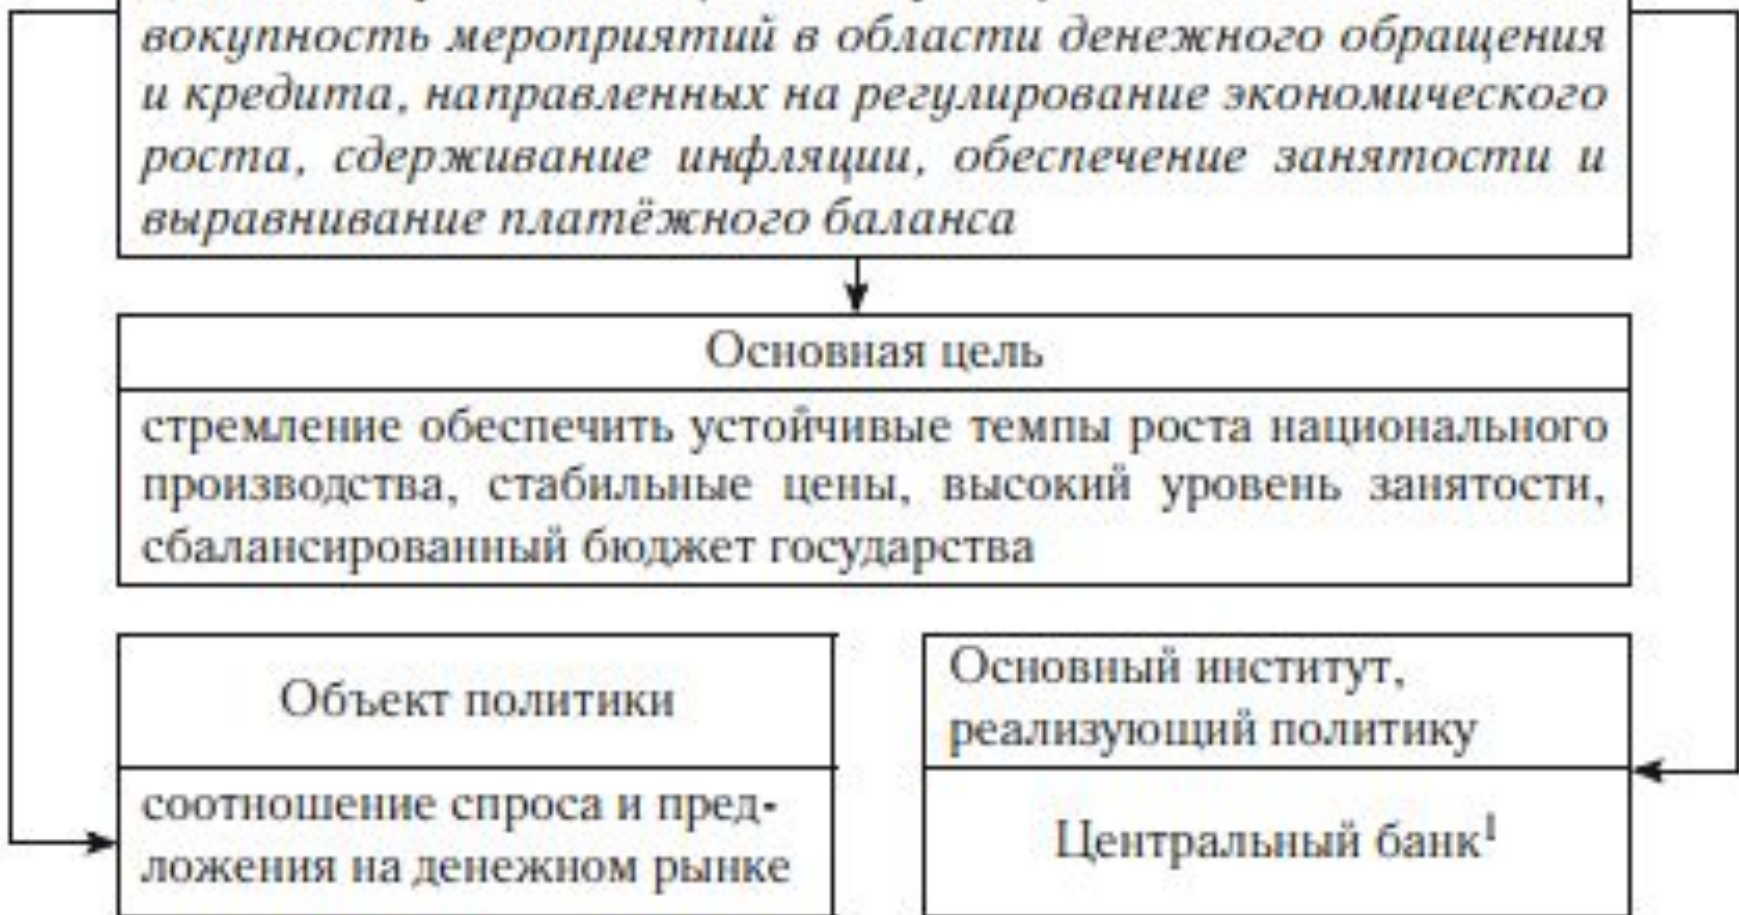 вокупность мероприятий в области денежного обращения
и кредита, направленных на регулирование экономического
роста, сдерживание инфляции, обеспечение занятости и
выравнивание платёжного баланса
Основная цель
стремление обеспечить устойчивые темпы роста национального
производства, стабильные цены, высокий уровень занятости,
сбалансированный бюджет государства
Объект политики
соотношение спроса и пред-
ложения на денежном рынке
Основный институт,
реализующий политику
Центральный банк¹